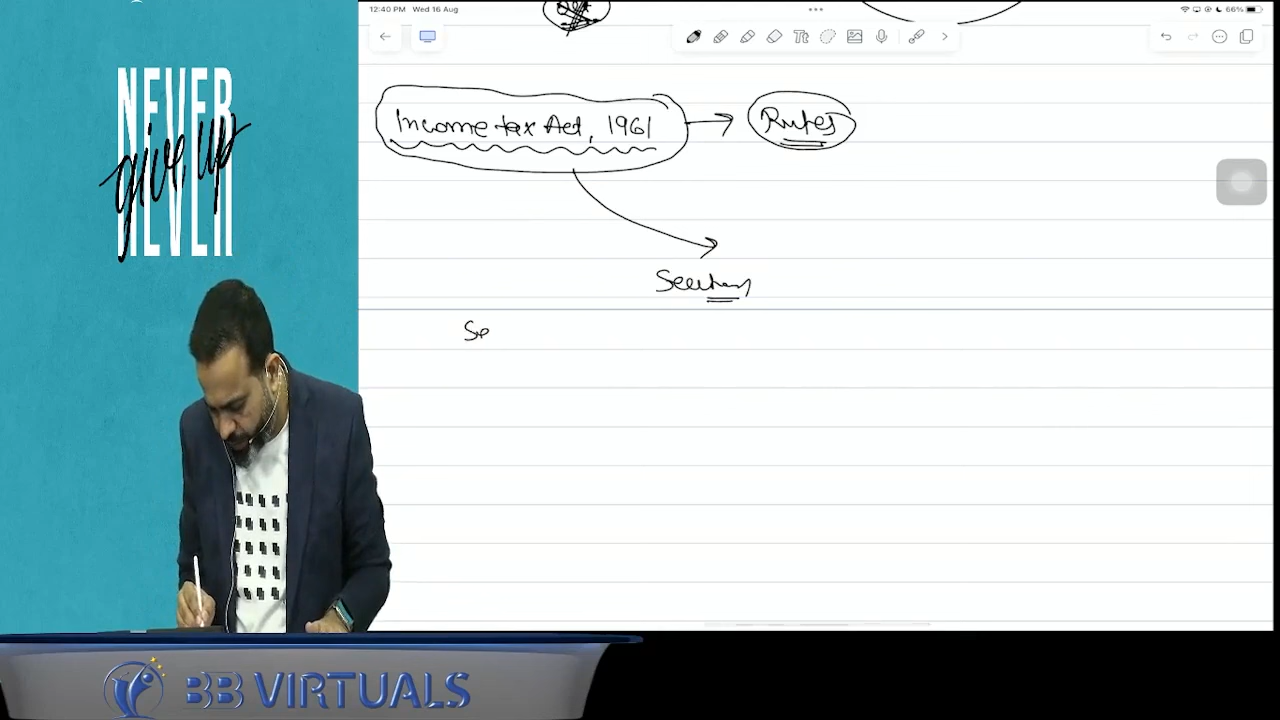 12:40 PM Wed 16 Aug
66%
NEVER
give up
NEVER
Income tax Act, 1961
Rules
Section
Se
BB VIRTUALS